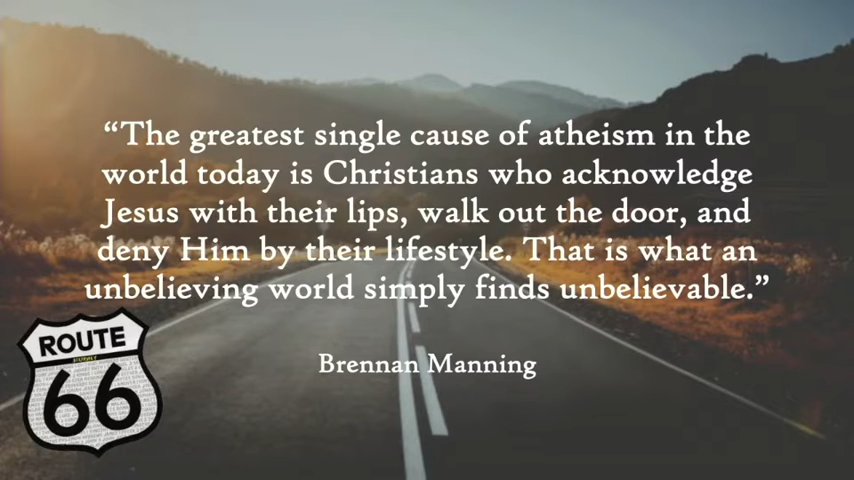 “The greatest single cause of atheism in the
world today is Christians who acknowledge
Jesus with their lips, walk out the door, and
deny Him by their lifestyle. That is what an
unbelieving world simply finds unbelievable.”
Brennan Manning
ROUTE
66